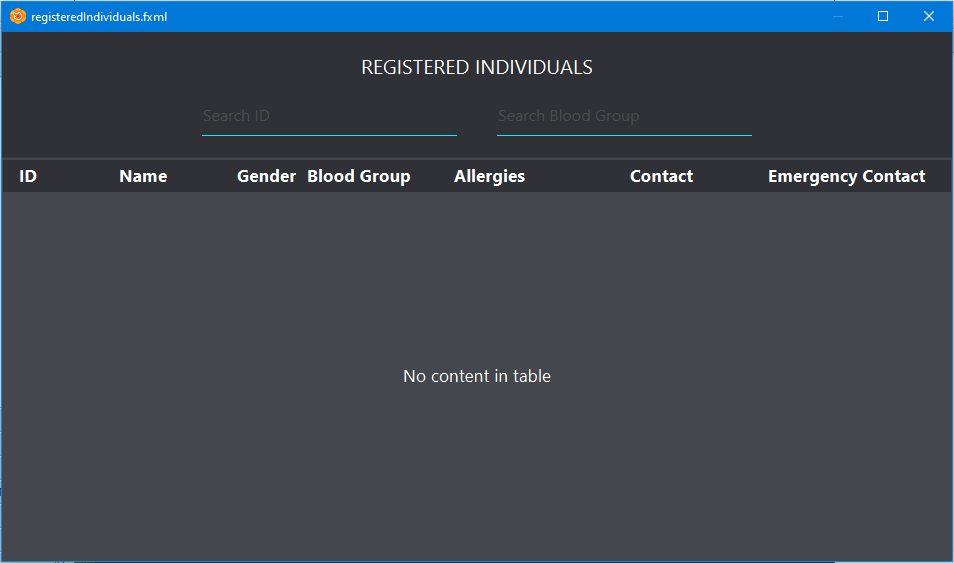 registeredIndividuals.fxml
REGISTERED INDIVIDUALS
Search ID Search Blood Group
ID Name Gender Blood Group Allergies Contact Emergency Contact
No content in table